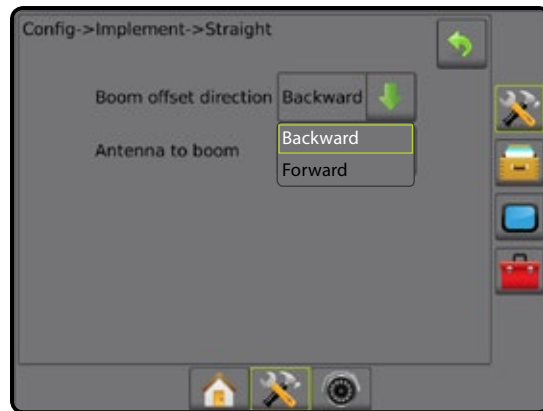 Config->Implement->Straight
Boom offset direction Backward
Backward
Antenna to boom
Forward